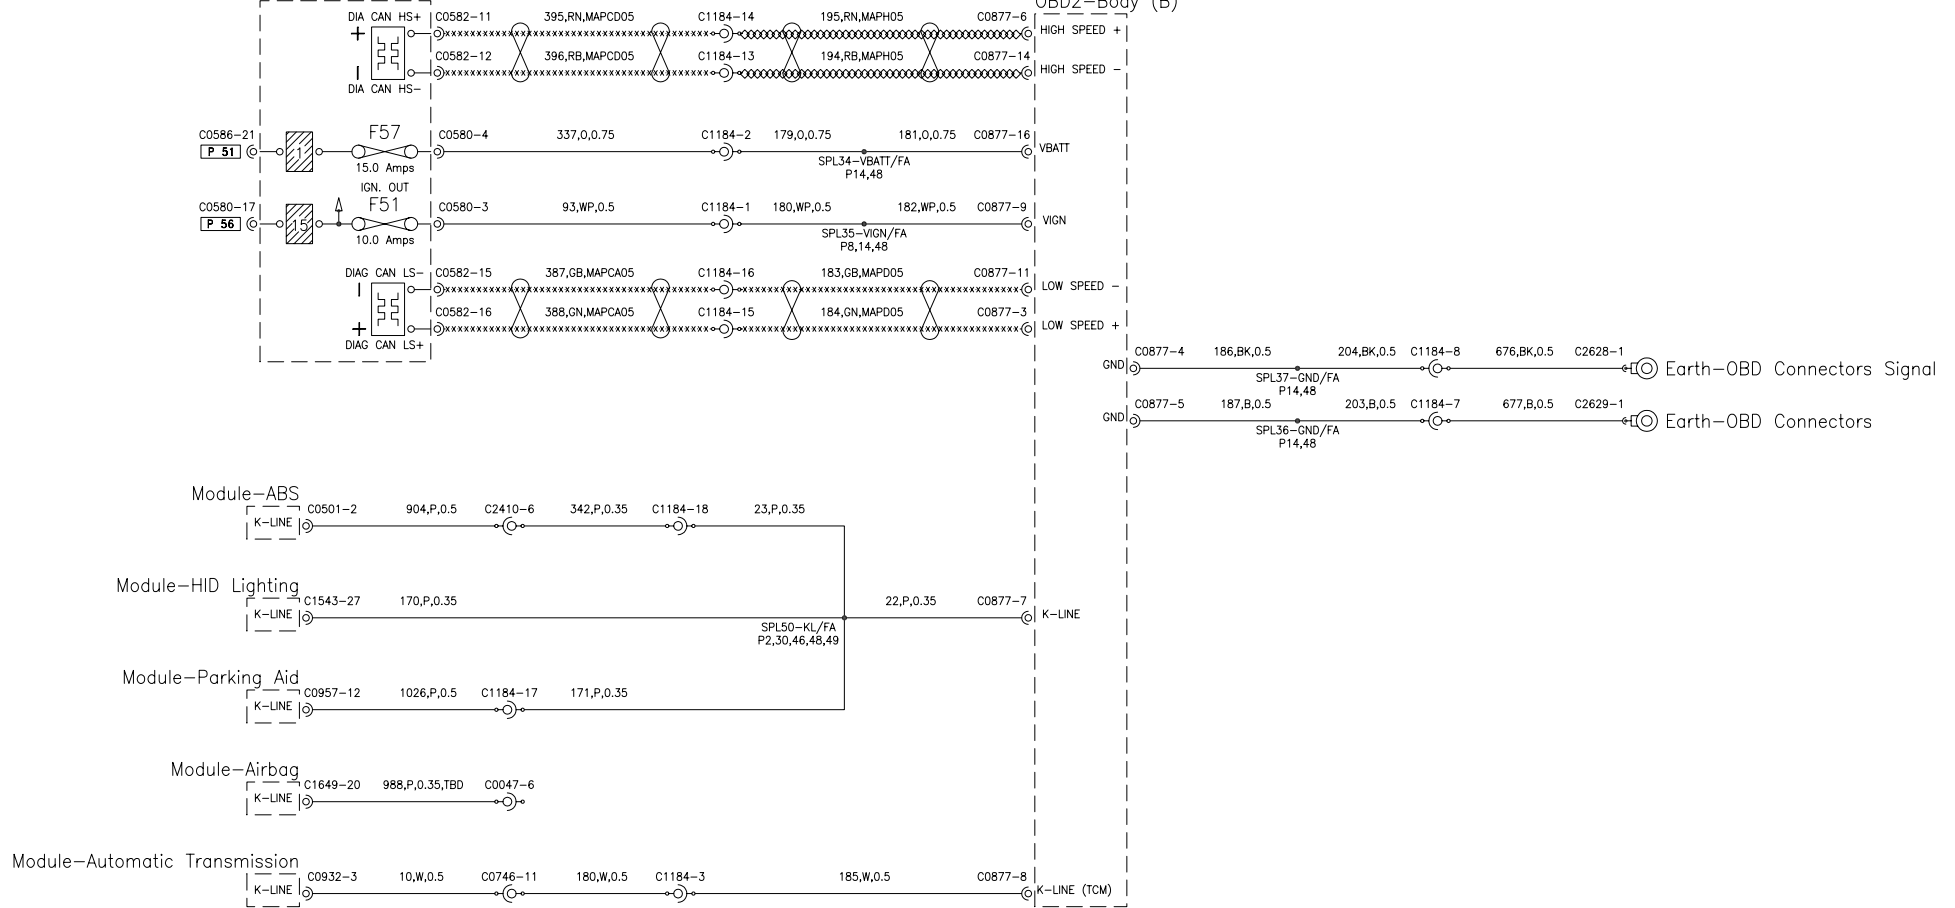 OBD2-Body (B)
DIA CAN HS+ C0582-11 395,RN,MAPCD05 C1184-14 195,RN,MAPH05 C0877-6
+ HIGH SPEED +
C0582-12 396,RB,MAPCD05 C1184-13 194,RB,MAPH05 C0877-14
- HIGH SPEED -
DIA CAN HS-
C0586-21 F57 C0580-4 337,O,0.75 C1184-2 179,O,0.75 181,O,0.75 C0877-16
P 51 1 VBATT
15.0 Amps SPL34-VBATT/FA
P14,48
IGN. OUT
C0580-17 F51 C0580-3 93,WP,0.5 C1184-1 180,WP,0.5 182,WP,0.5 C0877-9
P 56 15 VIGN
10.0 Amps SPL35-VIGN/FA
P8,14,48
DIAG CAN LS- C0582-15 387,GB,MAPCA05 C1184-16 183,GB,MAPD05 C0877-11
- LOW SPEED -
C0582-16 388,GN,MAPCA05 C1184-15 184,GN,MAPD05 C0877-3
+ LOW SPEED +
DIAG CAN LS+
C0877-4 186,BK,0.5 204,BK,0.5 C1184-8 676,BK,0.5 C2628-1
GND Earth-OBD Connectors Signal
SPL37-GND/FA
P14,48
C0877-5 187,B,0.5 203,B,0.5 C1184-7 677,B,0.5 C2629-1
GND Earth-OBD Connectors
SPL36-GND/FA
P14,48
Module-ABS
C0501-2 904,P,0.5 C2410-6 342,P,0.35 C1184-18 23,P,0.35
K-LINE
Module-HID Lighting
C1543-27 170,P,0.35 22,P,0.35 C0877-7
K-LINE K-LINE
SPL50-KL/FA
P2,30,46,48,49
Module-Parking Aid
C0957-12 1026,P,0.5 C1184-17 171,P,0.35
K-LINE
Module-Airbag
C1649-20 988,P,0.35,TBD C0047-6
K-LINE
Module-Automatic Transmission
C0932-3 10,W,0.5 C0746-11 180,W,0.5 C1184-3 185,W,0.5 C0877-8
K-LINE K-LINE (TCM)